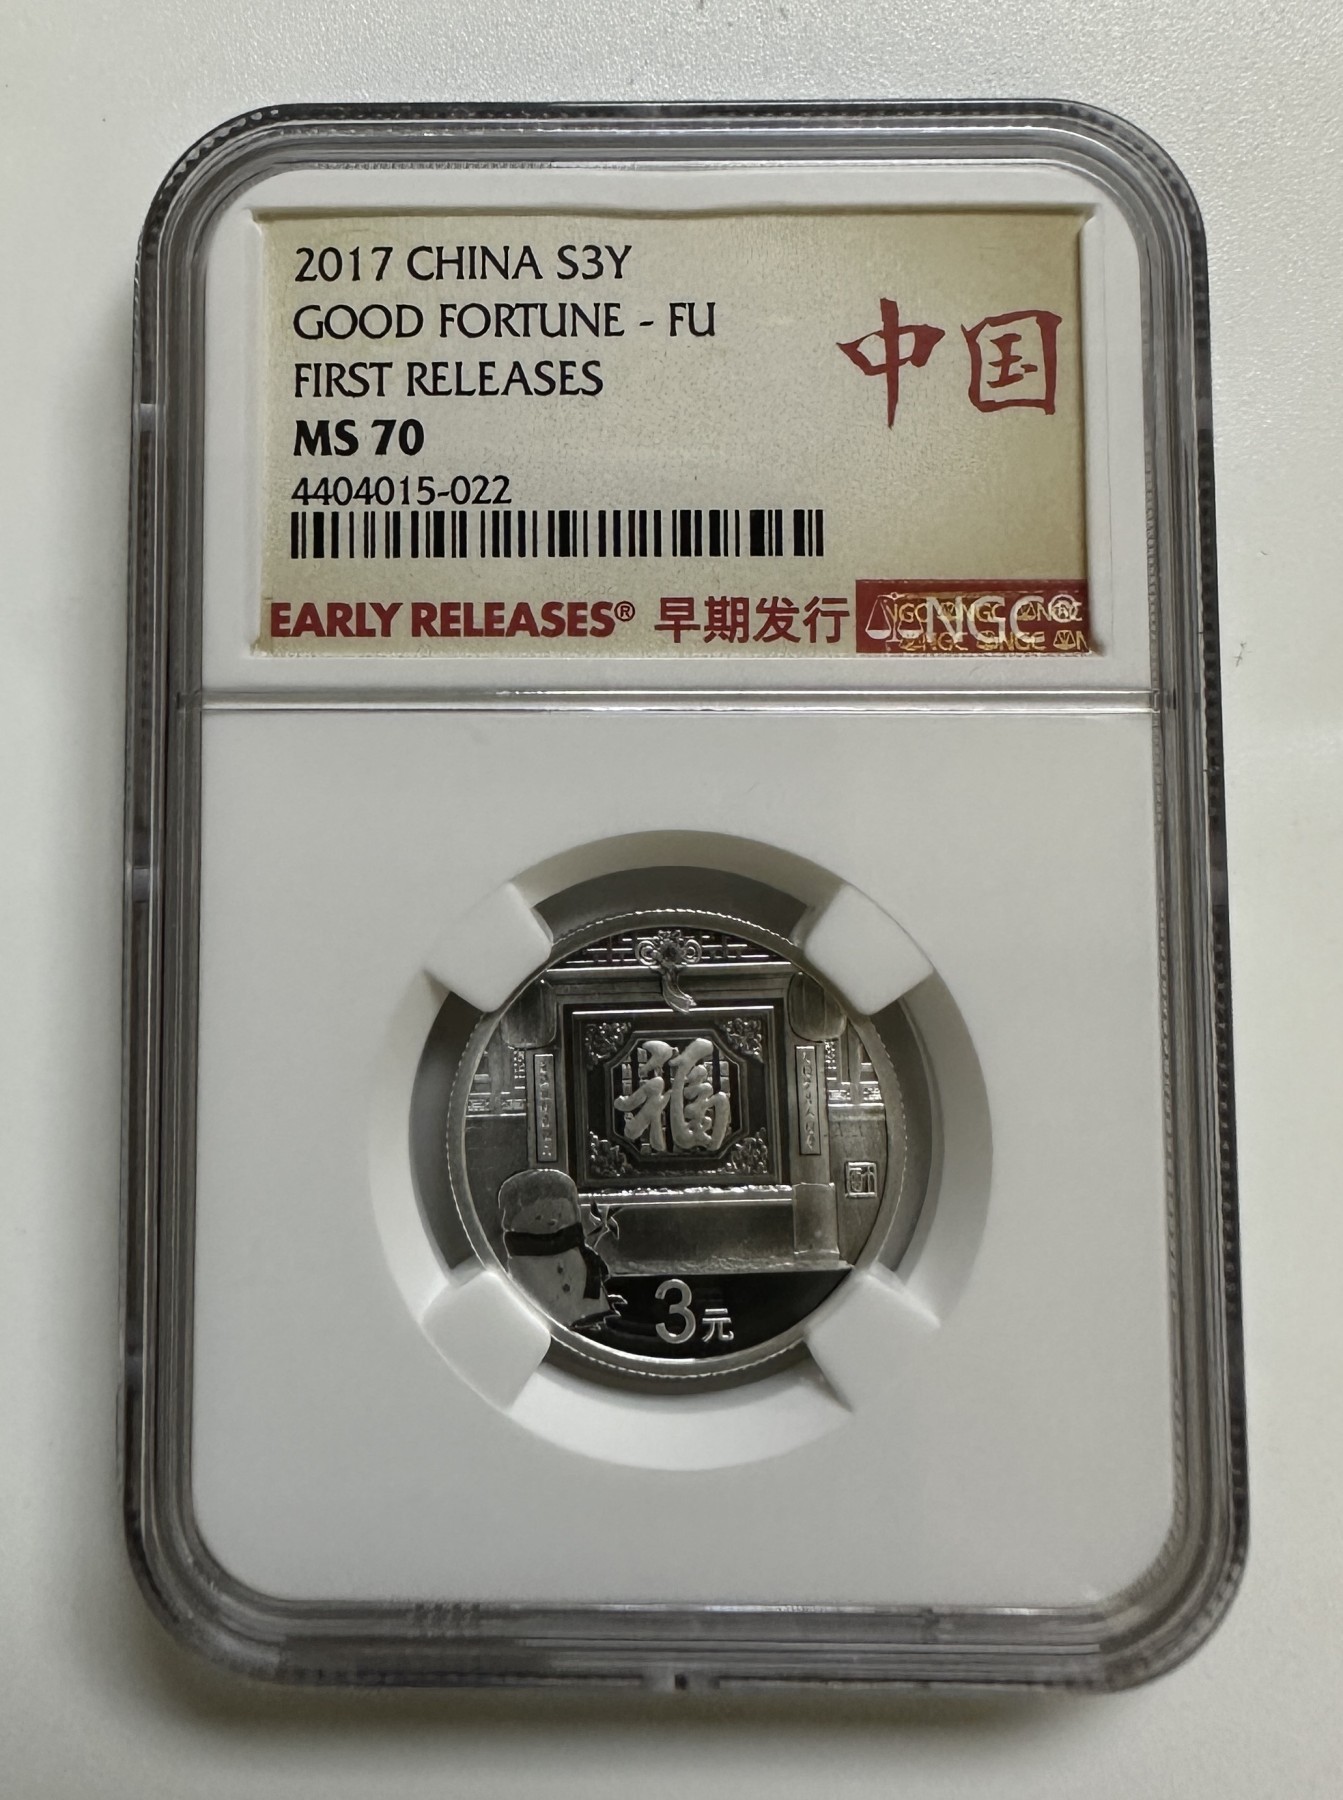 2017 CHINA S3Y
GOOD FORTUNE - FU
FIRST RELEASES
MS 70
4404015-022
中国
EARLY RELEASES® 早期发行 NGC®
福
3元